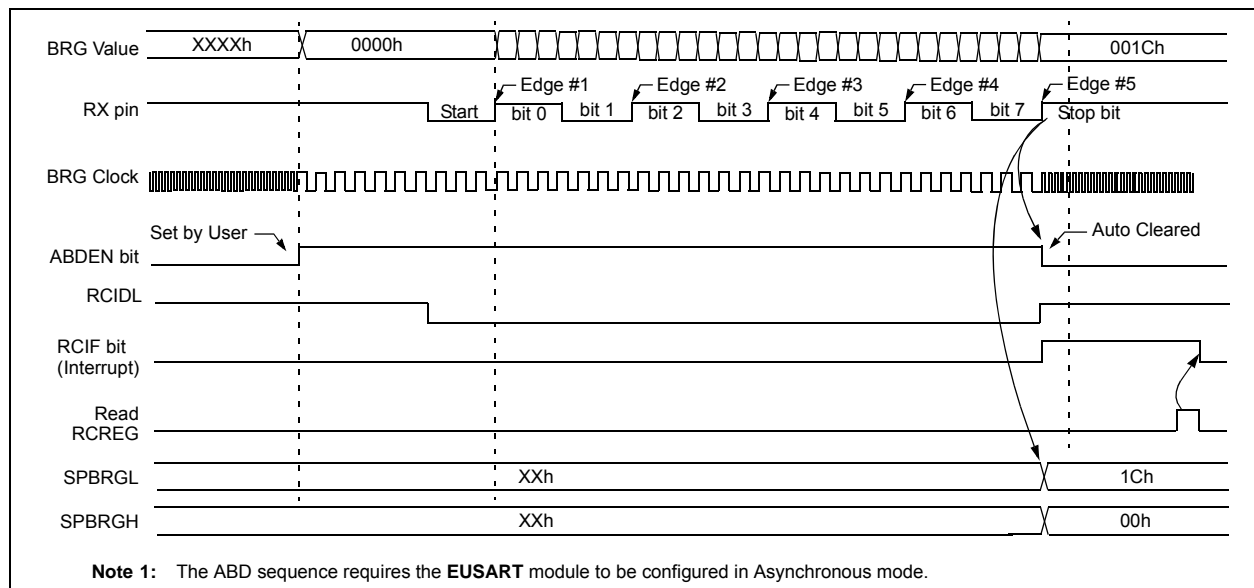 BRG Value XXXXh 0000h 001Ch
Edge #1 Edge #2 Edge #3 Edge #4 Edge #5
RX pin Start bit 0 bit 1 bit 2 bit 3 bit 4 bit 5 bit 6 bit 7 Stop bit
BRG Clock
Set by User Auto Cleared
ABDEN bit
RCIDL
RCIF bit
(Interrupt)
Read
RCREG
SPBRGL XXh 1Ch
SPBRGH XXh 00h
Note 1: The ABD sequence requires the EUSART module to be configured in Asynchronous mode.